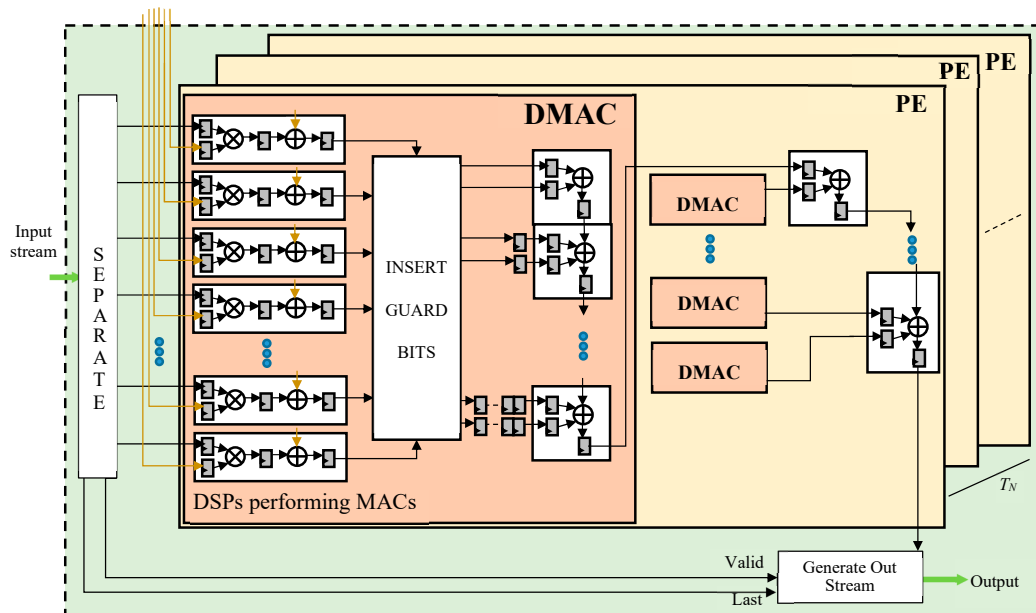 PE
PE
PE
DMAC
Input
stream
S
E
P
A
R
A
T
E
INSERT
GUARD
BITS
DMAC
DMAC
DMAC
DSPs performing MACs
T_N
Valid
Last
Generate Out
Stream
Output